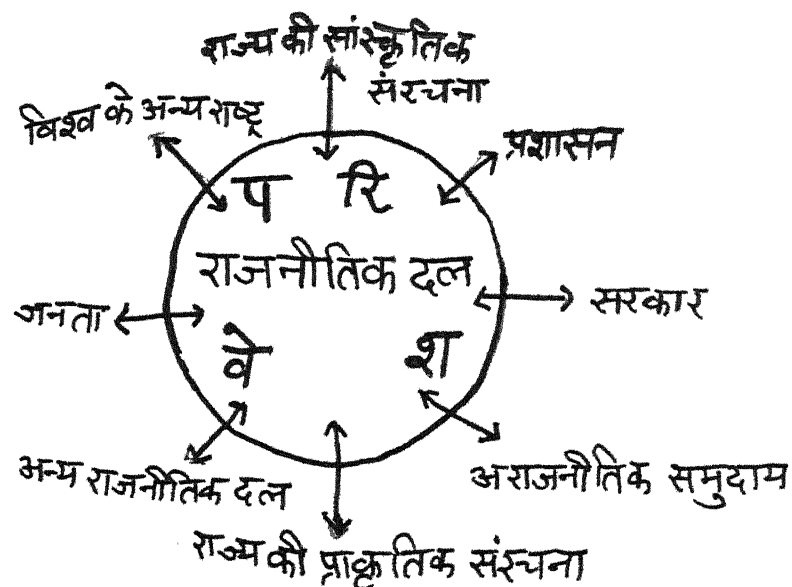 राज्य की सांस्कृतिक
संरचना
विश्व के अन्य राष्ट्र
प्रशासन
प रि
राजनीतिक दल
जनता
सरकार
वे श
अन्य राजनीतिक दल
अराजनीतिक समुदाय
राज्य की प्राकृतिक संरचना